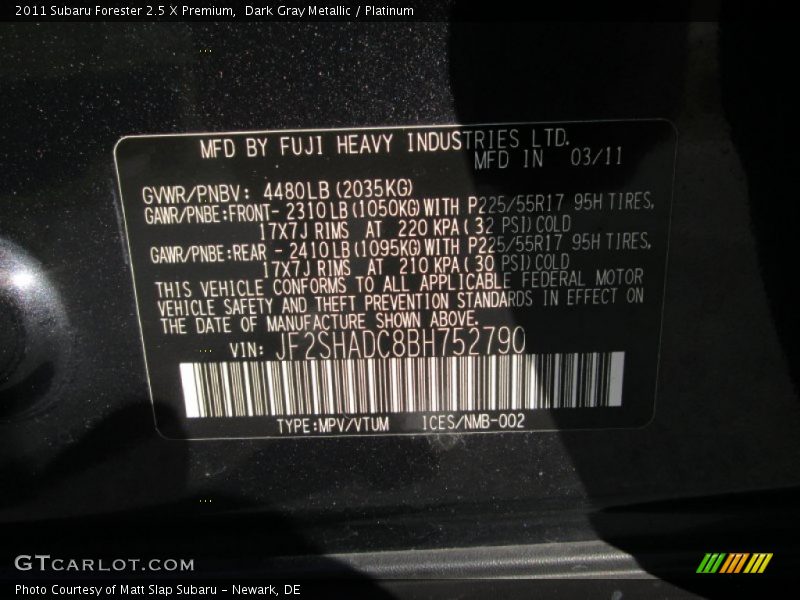 2011 Subaru Forester 2.5 X Premium,  Dark Gray Metallic / Platinum
MFD BY FUJI HEAVY INDUSTRIES LTD.
MFD IN 03/11
GVWR/PNBV: 4480LB (2035KG)
GAWR/PNBE:FRONT- 2310LB (1050KG) WITH P225/55R17 95H TIRES,
17X7J RIMS AT 220 KPA( 32 PSI) COLD
GAWR/PNBE:REAR - 2410LB (1095KG) WITH P225/55R17 95H TIRES,
17X7J RIMS AT 210 KPA( 30 PSI) COLD
THIS VEHICLE CONFORMS TO ALL APPLICABLE FEDERAL MOTOR
VEHICLE SAFETY AND THEFT PREVENTION STANDARDS IN EFFECT ON
THE DATE OF MANUFACTURE SHOWN ABOVE.
VIN: JF2SHADC8BH752790
TYPE:MPV/VTUM ICES/NMB-002
GTCARLOT.COM
Photo Courtesy of Matt Slap Subaru - Newark, DE